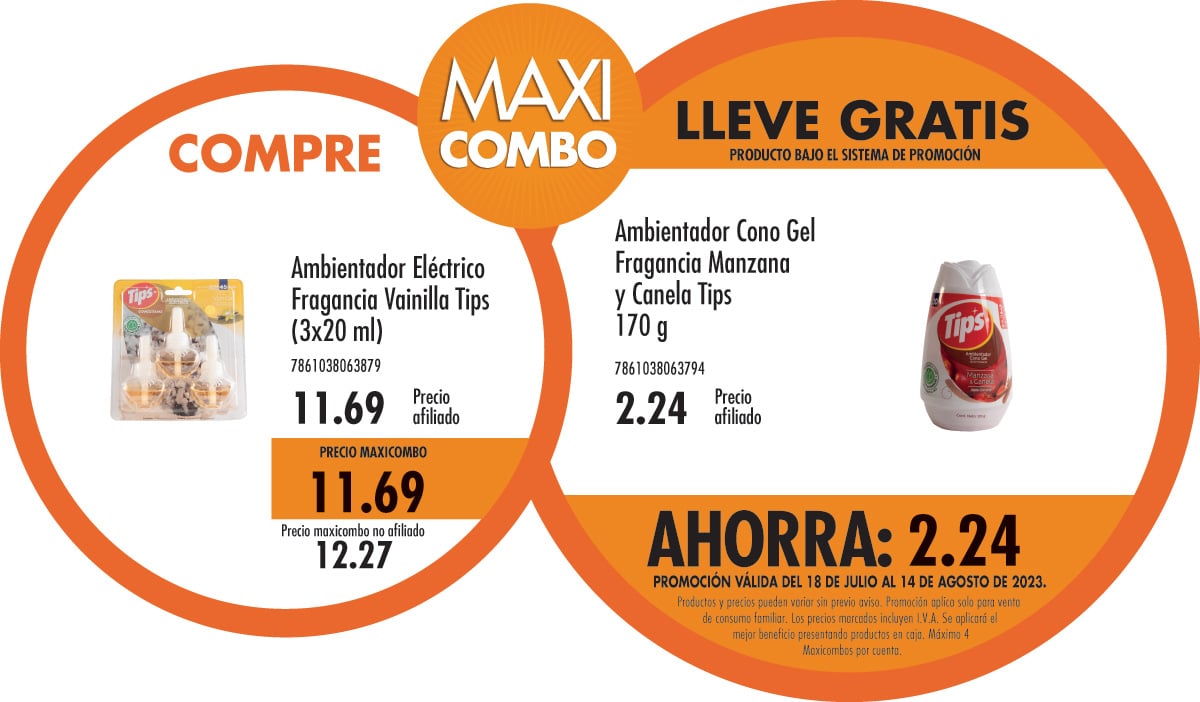 MAXI
COMBO
COMPRE
Ambientador Eléctrico
Fragancia Vainilla Tips
(3x20 ml)
7861038063879
11.69 Precio
afiliado
PRECIO MAXICOMBO
11.69
Precio maxicombo no afiliado
12.27
Tips
LLEVE GRATIS
PRODUCTO BAJO EL SISTEMA DE PROMOCIÓN
Ambientador Cono Gel
Fragancia Manzana
y Canela Tips
170 g
7861038063794
2.24 Precio
afiliado
Tips
Ambientador
Cono Gel
Manzana
& Canela
AHORRA: 2.24
PROMOCIÓN VÁLIDA DEL 18 DE JULIO AL 14 DE AGOSTO DE 2023.
Productos y precios pueden variar sin previo aviso. Promoción aplica solo para venta
de consumo familiar. Los precios marcados incluyen I.V.A. Se aplicará el
mejor beneficio presentando productos en caja. Máximo 4
Maxicombos por cuenta.